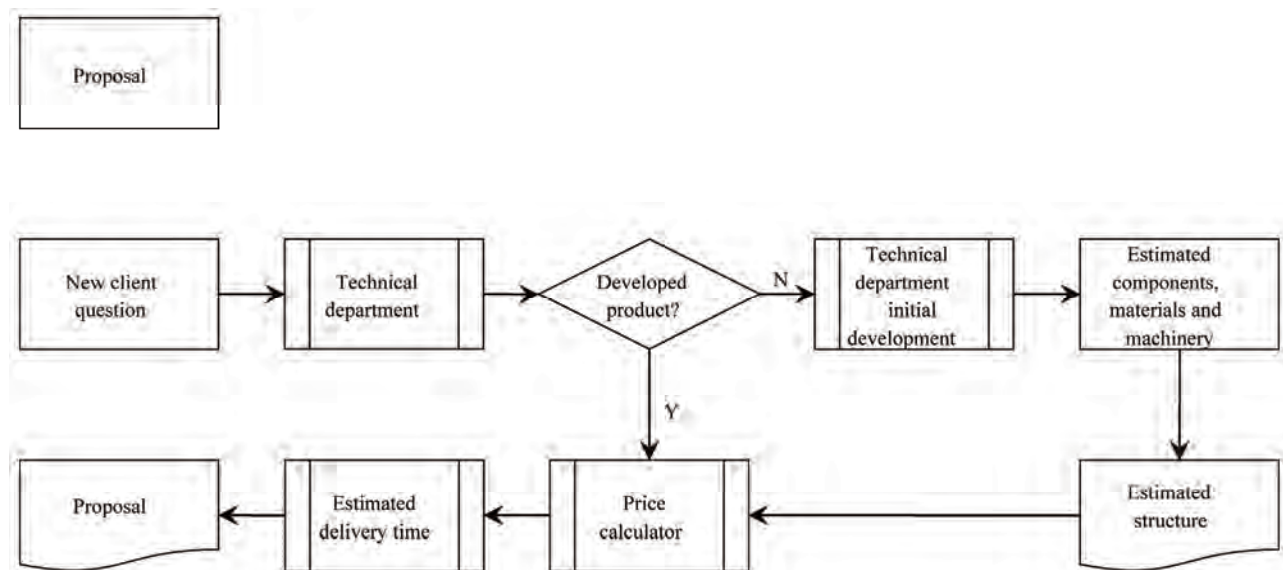 Proposal
New client
question
Technical
department
Developed
product?
N
Technical
department
initial
development
Estimated
components,
materials and
machinery
Y
Proposal
Estimated
delivery time
Price
calculator
Estimated
structure